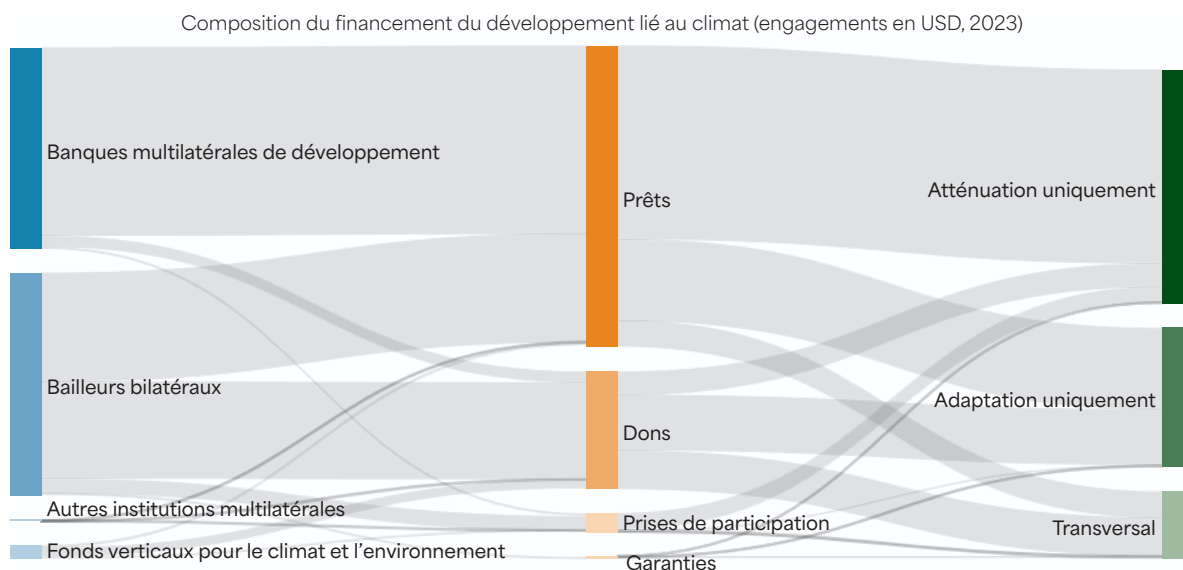 Composition du financement du développement lié au climat (engagements en USD, 2023)
Banques multilatérales de développement
Bailleurs bilatéraux
Autres institutions multilatérales
Fonds verticaux pour le climat et l’environnement
Prêts
Dons
Prises de participation
Garanties
Atténuation uniquement
Adaptation uniquement
Transversal